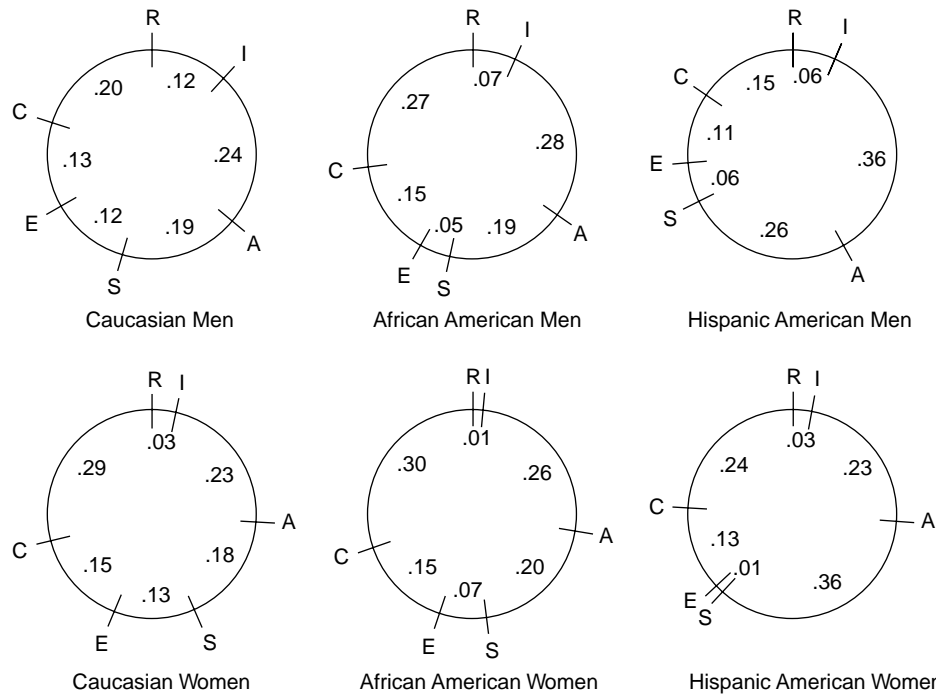 R
I
C
.20
.12
.13
.24
E
.12
.19
A
S
Caucasian Men
R
I
.07
.27
.28
C
.15
.05
.19
A
E
S
African American Men
R
I
C
.15
.06
.11
.36
E
.06
S
.26
A
Hispanic American Men
R
I
.03
.29
.23
A
C
.15
.18
.13
E
S
Caucasian Women
R I
.01
.30
.26
A
C
.15
.20
.07
E
S
African American Women
R
I
.03
.24
.23
C
A
.13
.01
.36
E
S
Hispanic American Women